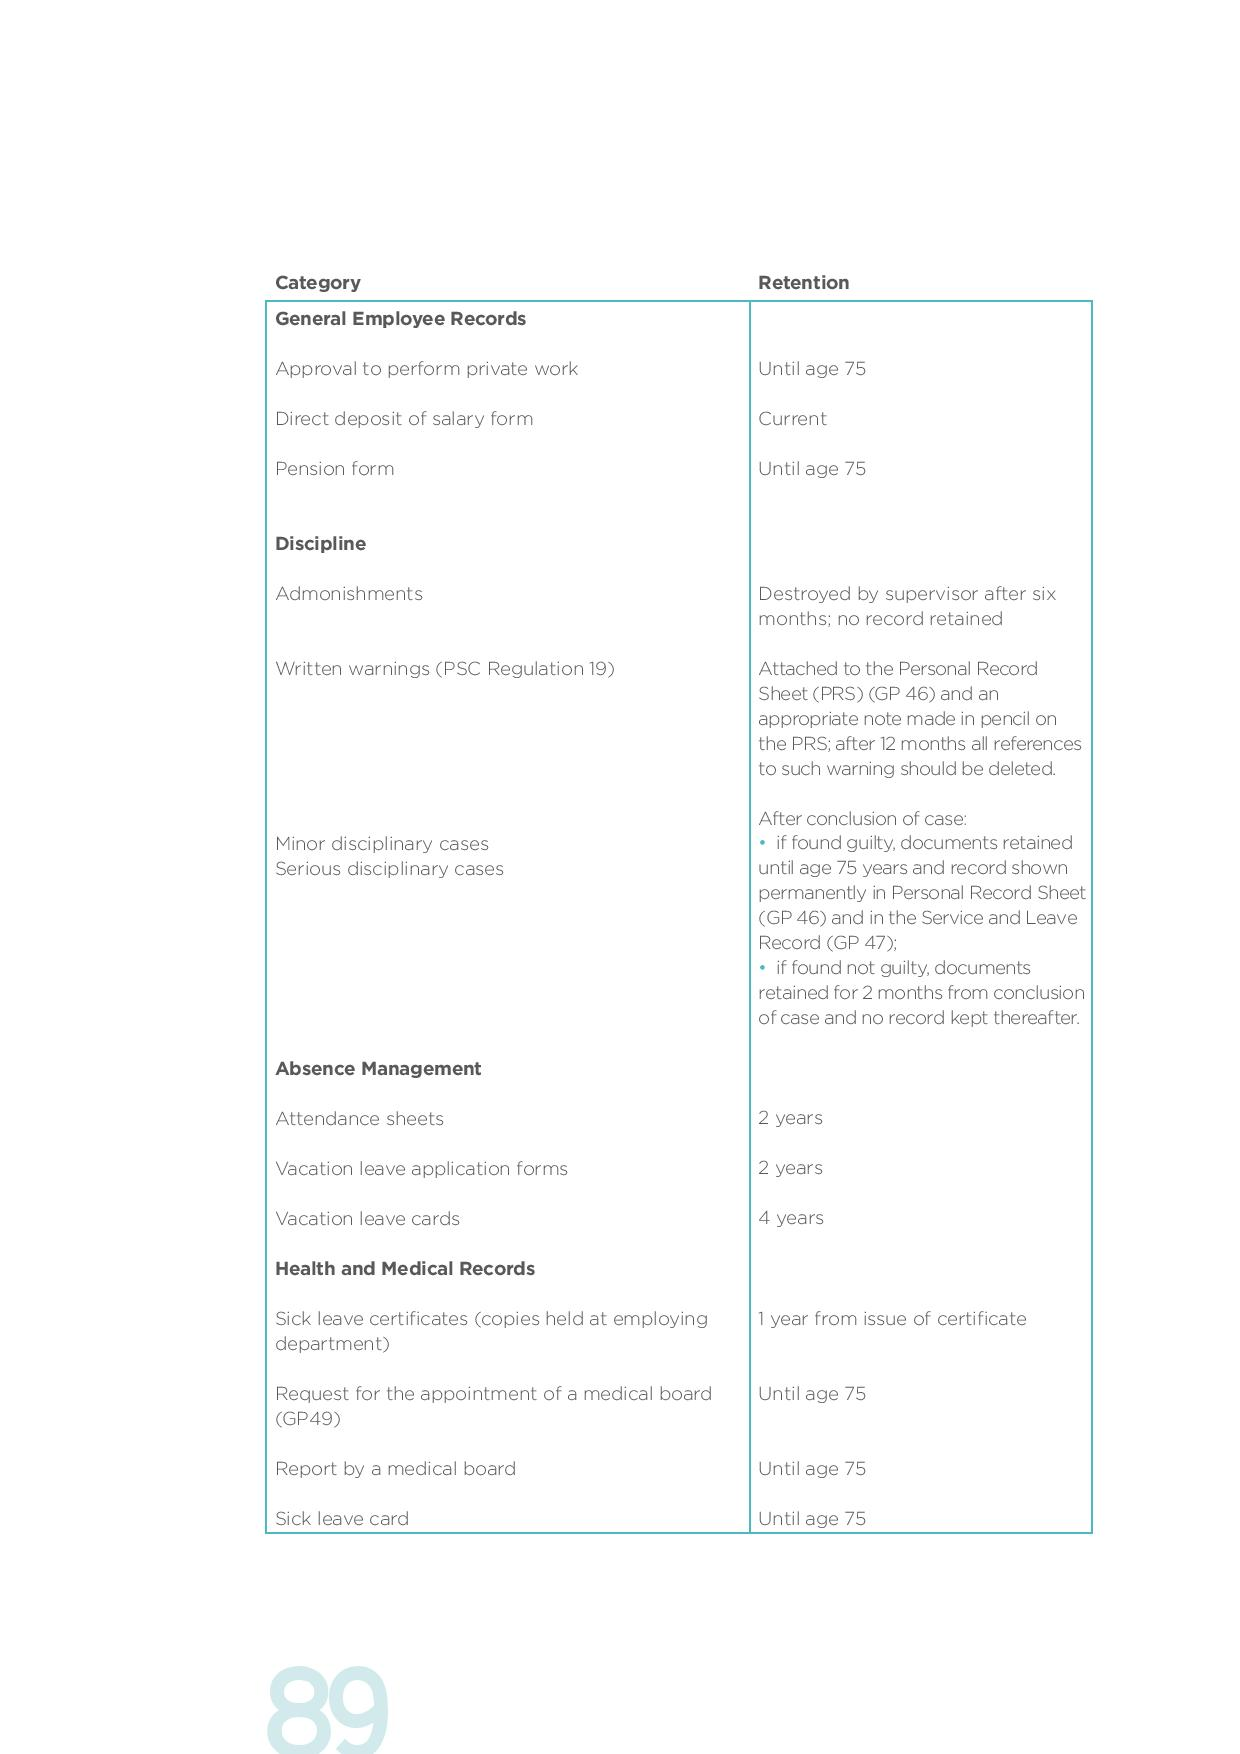 Category Retention
General Employee Records
Approval to perform private work Until age 75
Direct deposit of salary form Current
Pension form Until age 75
Discipline
Admonishments Destroyed by supervisor after six
months; no record retained
Written warnings (PSC Regulation 19) Attached to the Personal Record
Sheet (PRS) (GP 46) and an
appropriate note made in pencil on
the PRS; after 12 months all references
to such warning should be deleted.
After conclusion of case:
Minor disciplinary cases • if found guilty, documents retained
Serious disciplinary cases until age 75 years and record shown
permanently in Personal Record Sheet
(GP 46) and in the Service and Leave
Record (GP 47);
• if found not guilty, documents
retained for 2 months from conclusion
of case and no record kept thereafter.
Absence Management
Attendance sheets 2 years
Vacation leave application forms 2 years
Vacation leave cards 4 years
Health and Medical Records
Sick leave certificates (copies held at employing 1 year from issue of certificate
department)
Request for the appointment of a medical board Until age 75
(GP49)
Report by a medical board Until age 75
Sick leave card Until age 75
89